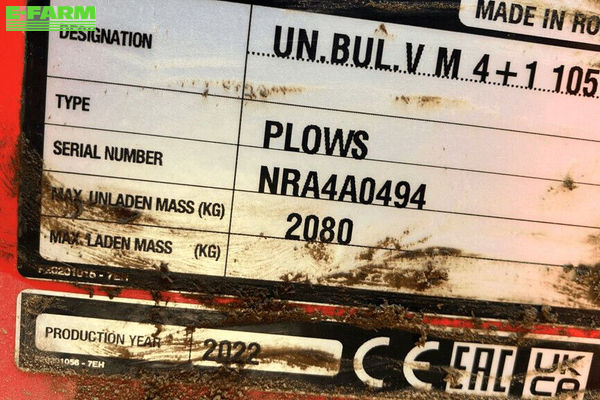 E-FARM
MADE IN RO
DESIGNATION UN.BUL.V M 4+1 105
TYPE PLOWS
SERIAL NUMBER NRA4A0494
MAX. UNLADEN MASS (KG) 2080
MAX. LADEN MASS (KG)
PRODUCTION YEAR 2022
CE EAC UK CA